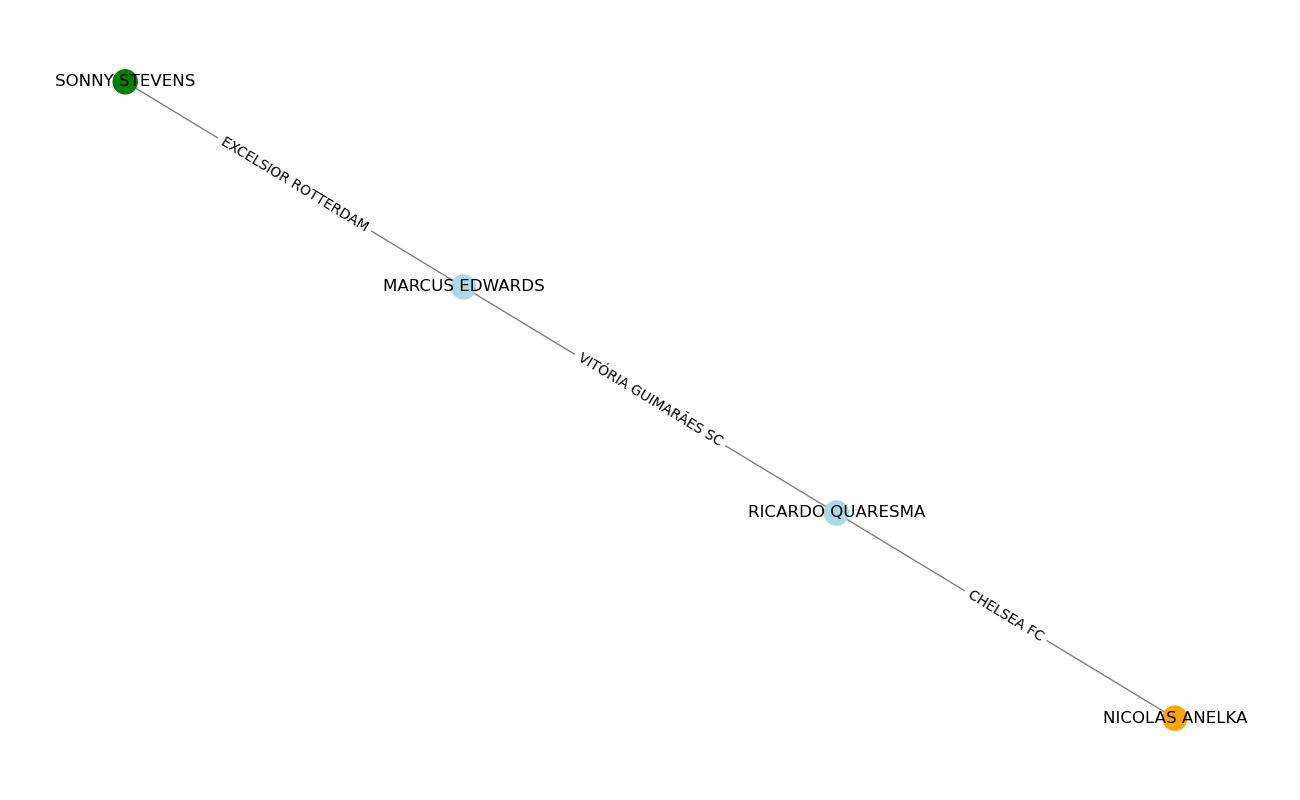 SONNY STEVENS
EXCELSIOR ROTTERDAM
MARCUS EDWARDS
VITÓRIA GUIMARÃES SC
RICARDO QUARESMA
CHELSEA FC
NICOLAS ANELKA